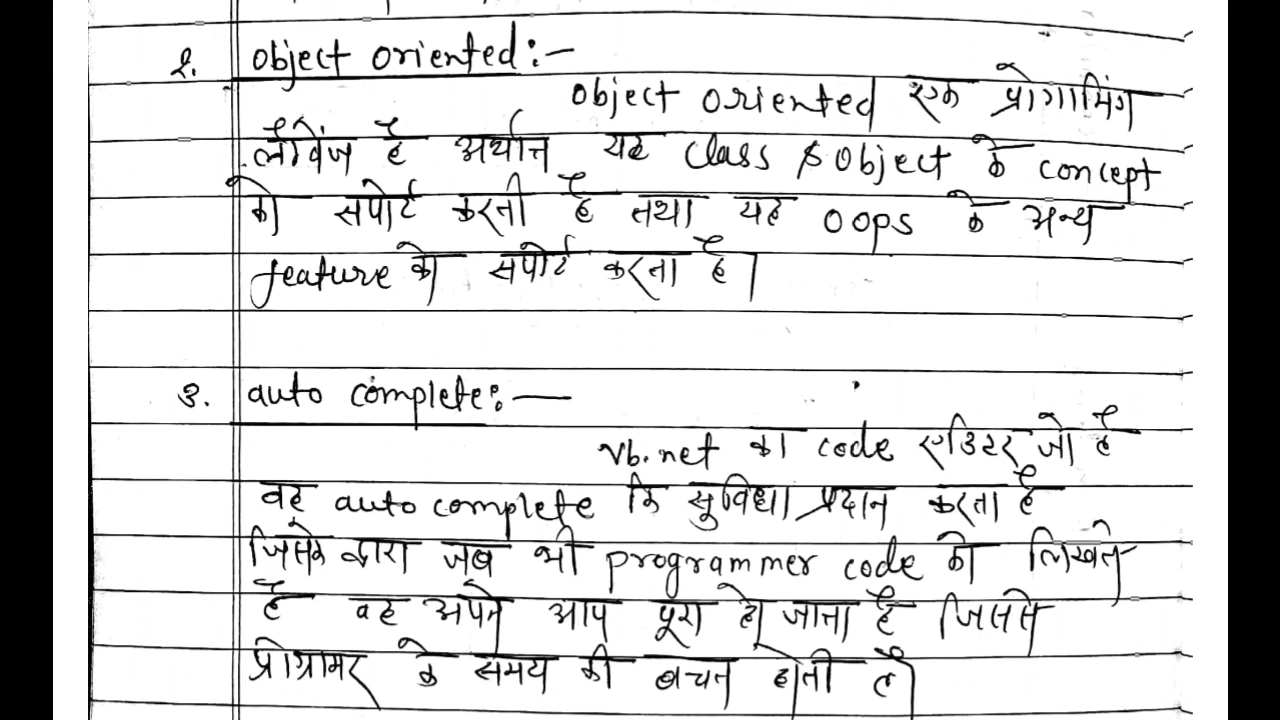 2. object oriented:-
object oriented एक प्रोगामिंग
लैग्वेंज है अर्थात यह class & object के concept
को सपोर्ट करती है तथा यह oops के अन्थ
feature को सपोर्ट करता है।
3. auto complete:-
vb.net का code एडिटर जो है
वह auto complete कि सुविधा प्रदान करता है
जिसके द्वारा जब भी programmer code को लिखते
है वह अपने आप पूरा हो जाता है जिससे
प्रोग्रामर के समय की बचत होती है।